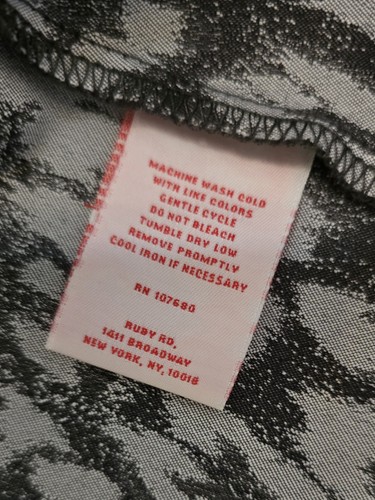 MACHINE WASH COLD
WITH LIKE COLORS
GENTLE CYCLE
DO NOT BLEACH
TUMBLE DRY LOW
REMOVE PROMPTLY
COOL IRON IF NECESSARY
RN 107680
RUBY RD.
1411 BROADWAY
NEW YORK, NY, 10018